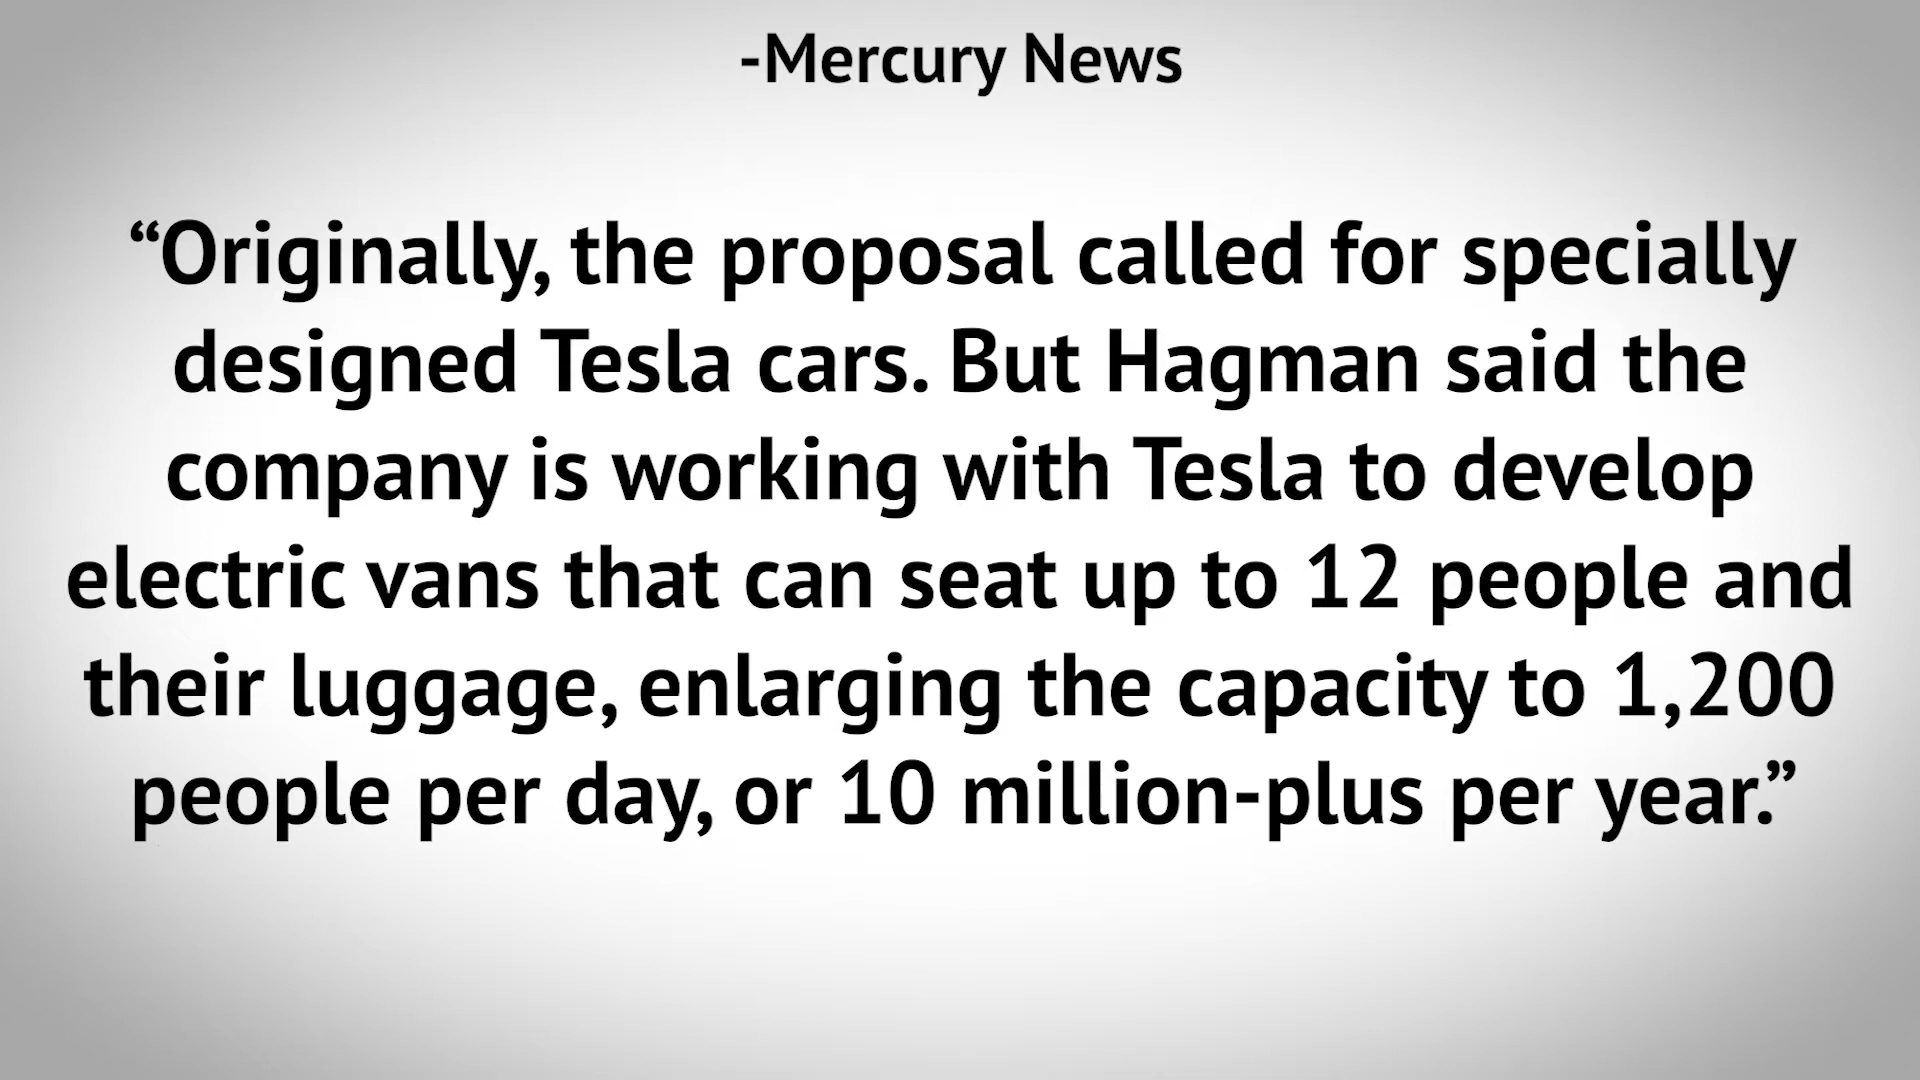 -Mercury News
“Originally, the proposal called for specially
designed Tesla cars. But Hagman said the
company is working with Tesla to develop
electric vans that can seat up to 12 people and
their luggage, enlarging the capacity to 1,200
people per day, or 10 million-plus per year.”